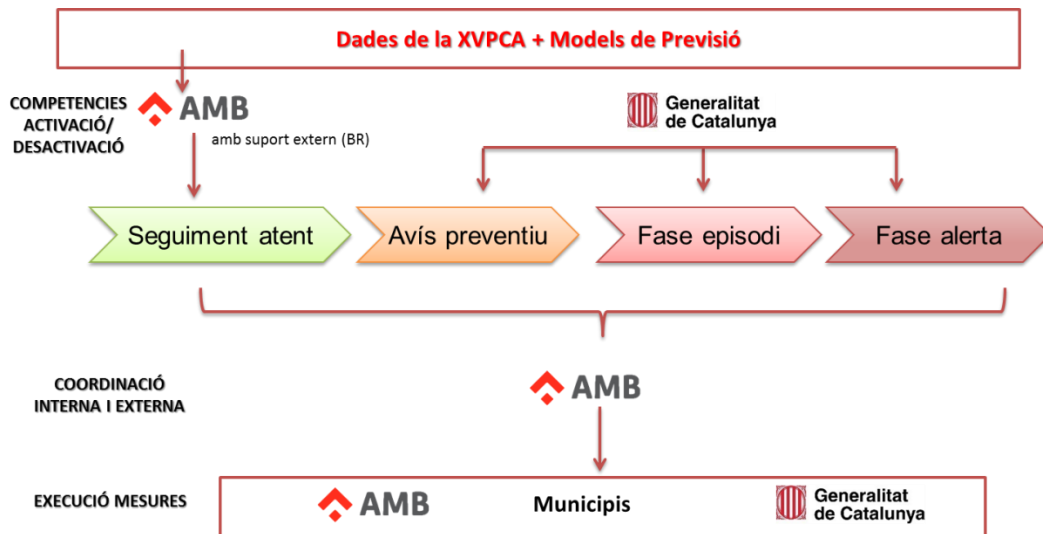 Dades de la XVPCA + Models de Previsió
COMPETENCIES
ACTIVACIÓ/
DESACTIVACIÓ
AMB
amb suport extern (BR)
Generalitat
de Catalunya
Seguiment atent
Avís preventiu
Fase episodi
Fase alerta
COORDINACIÓ
INTERNA I EXTERNA
AMB
EXECUCIÓ MESURES
AMB
Municipis
Generalitat
de Catalunya